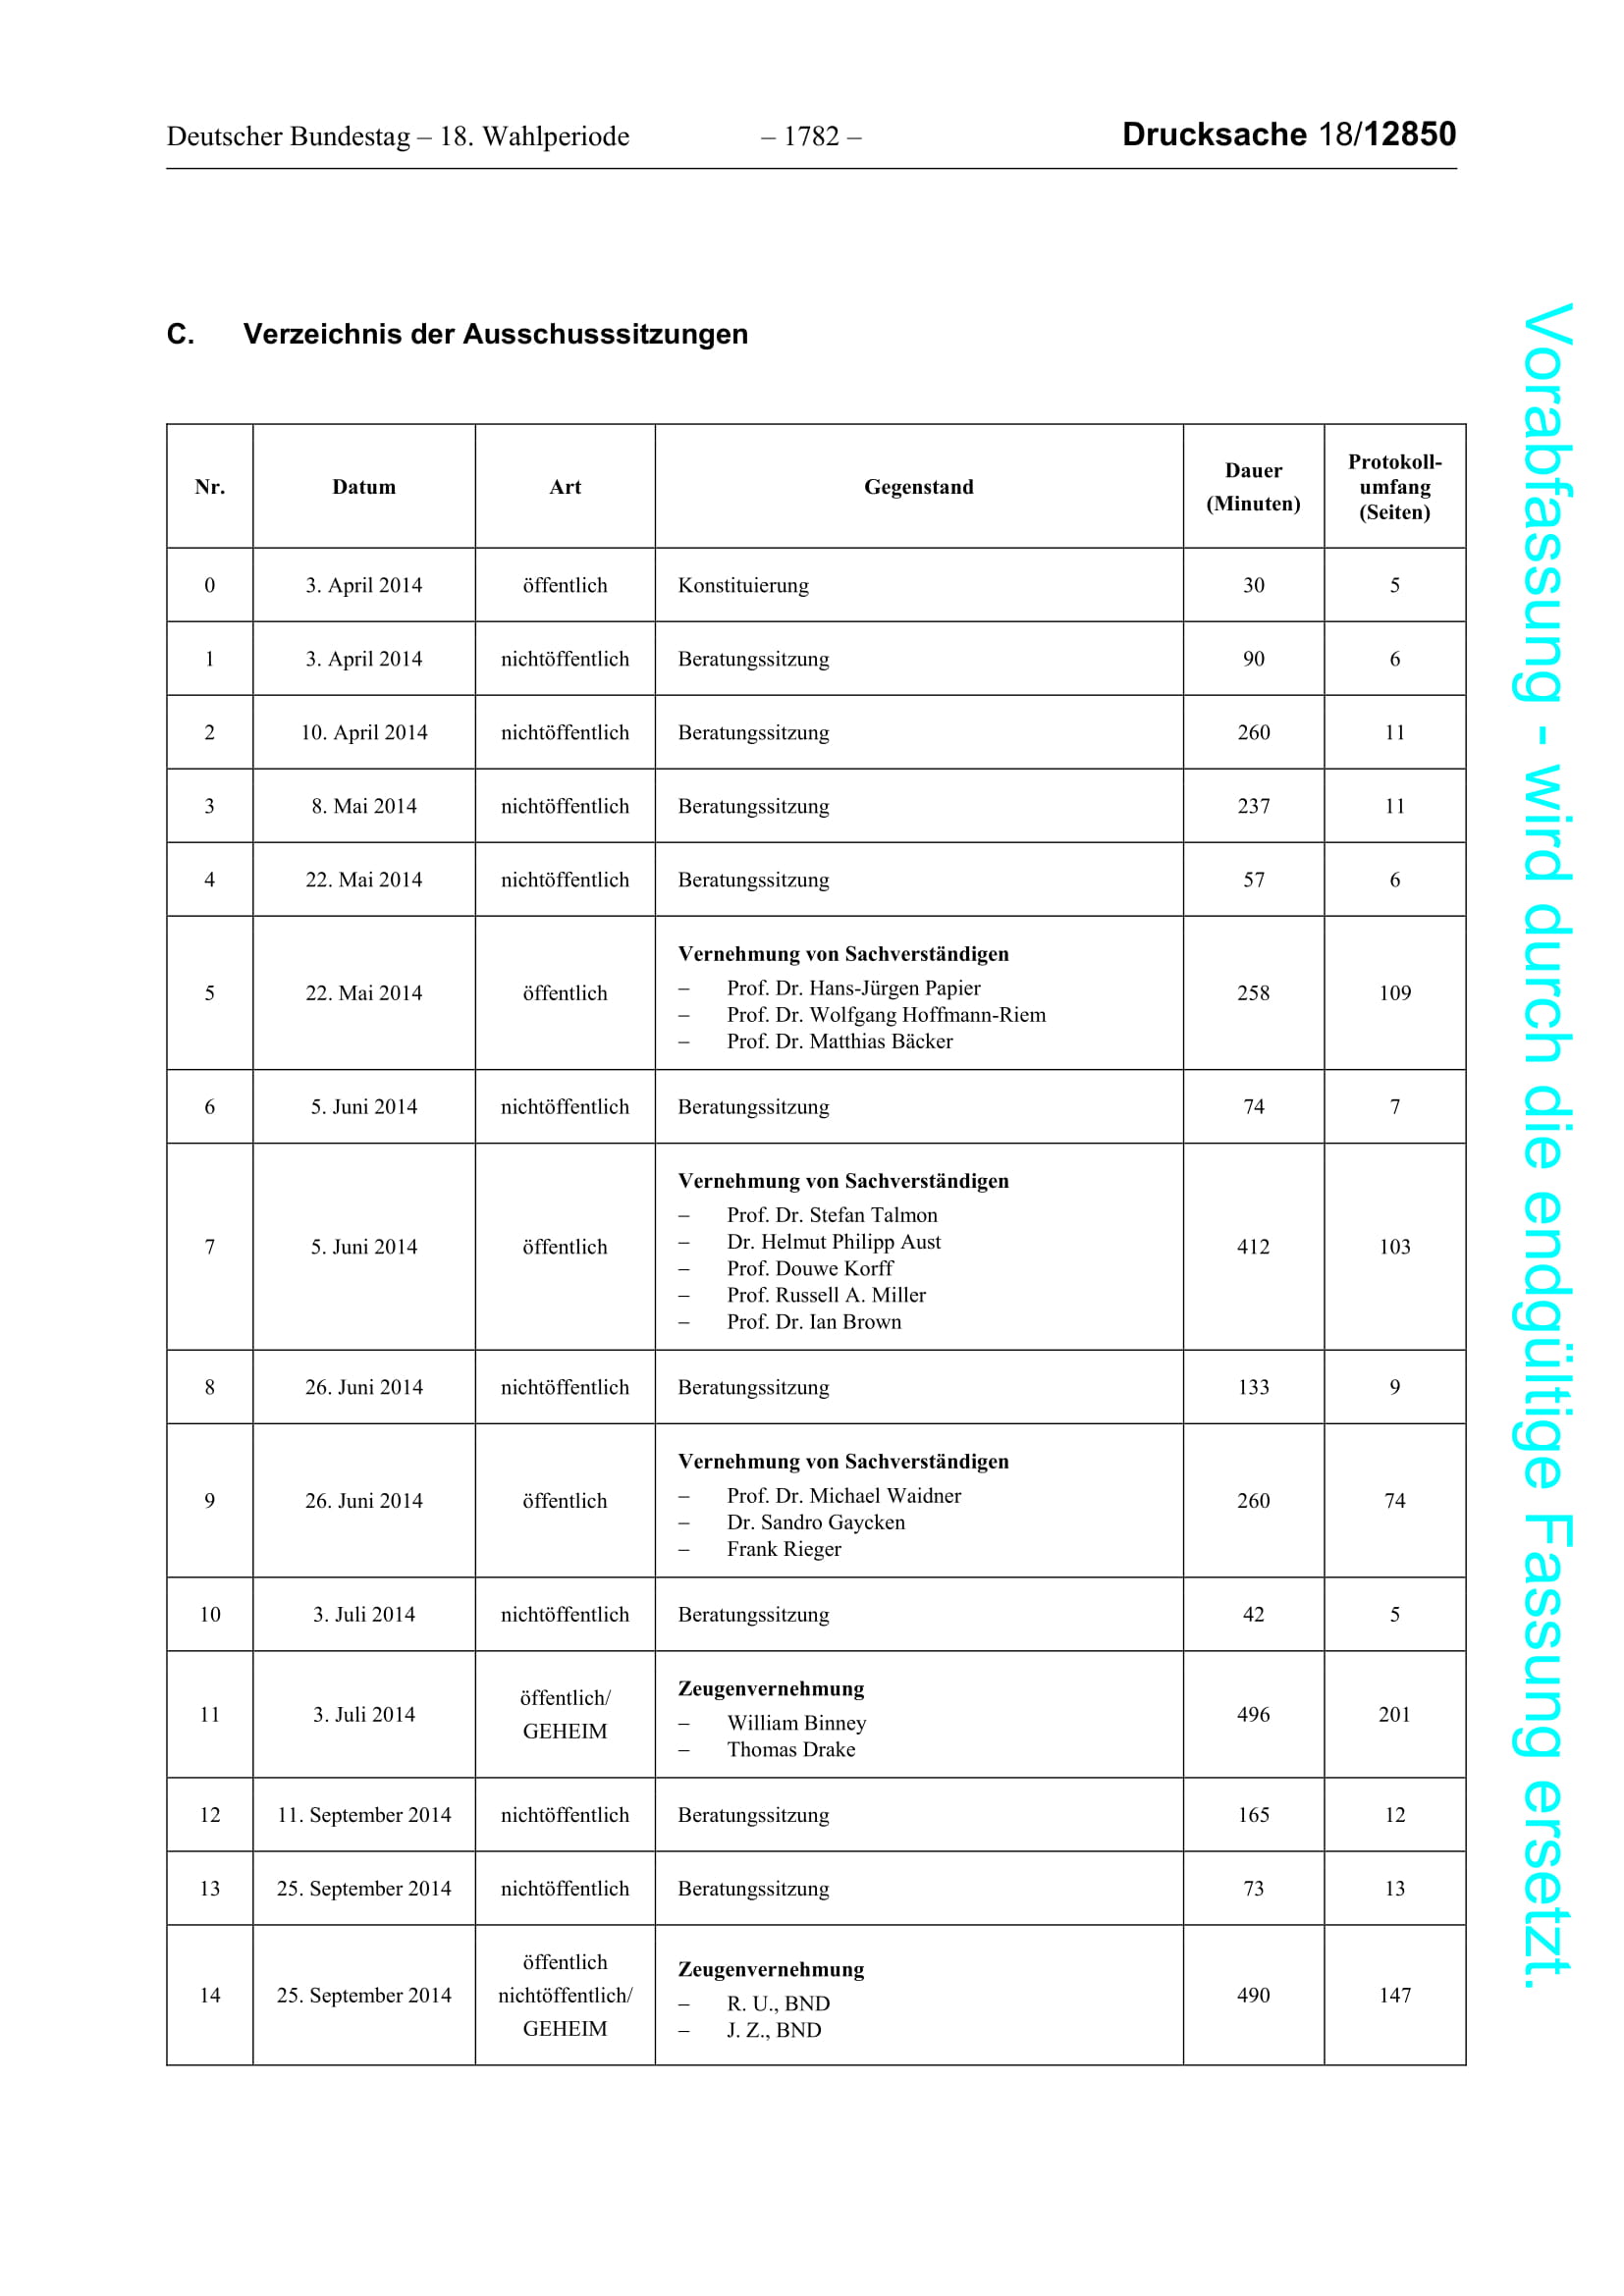 Deutscher Bundestag – 18. Wahlperiode – 1782 – Drucksache 18/12850
C. Verzeichnis der Ausschusssitzungen
Nr. Datum Art Gegenstand Dauer (Minuten) Protokoll-umfang (Seiten)
0 3. April 2014 öffentlich Konstituierung 30 5
1 3. April 2014 nichtöffentlich Beratungssitzung 90 6
2 10. April 2014 nichtöffentlich Beratungssitzung 260 11
3 8. Mai 2014 nichtöffentlich Beratungssitzung 237 11
4 22. Mai 2014 nichtöffentlich Beratungssitzung 57 6
5 22. Mai 2014 öffentlich Vernehmung von Sachverständigen
– Prof. Dr. Hans-Jürgen Papier
– Prof. Dr. Wolfgang Hoffmann-Riem
– Prof. Dr. Matthias Bäcker
258 109
6 5. Juni 2014 nichtöffentlich Beratungssitzung 74 7
7 5. Juni 2014 öffentlich Vernehmung von Sachverständigen
– Prof. Dr. Stefan Talmon
– Dr. Helmut Philipp Aust
– Prof. Douwe Korff
– Prof. Russell A. Miller
– Prof. Dr. Ian Brown
412 103
8 26. Juni 2014 nichtöffentlich Beratungssitzung 133 9
9 26. Juni 2014 öffentlich Vernehmung von Sachverständigen
– Prof. Dr. Michael Waidner
– Dr. Sandro Gaycken
– Frank Rieger
260 74
10 3. Juli 2014 nichtöffentlich Beratungssitzung 42 5
11 3. Juli 2014 öffentlich/ GEHEIM Zeugenvernehmung
– William Binney
– Thomas Drake
496 201
12 11. September 2014 nichtöffentlich Beratungssitzung 165 12
13 25. September 2014 nichtöffentlich Beratungssitzung 73 13
14 25. September 2014 öffentlich nichtöffentlich/ GEHEIM Zeugenvernehmung
– R. U., BND
– J. Z., BND
490 147
Vorabfassung - wird durch die endgültige Fassung ersetzt.